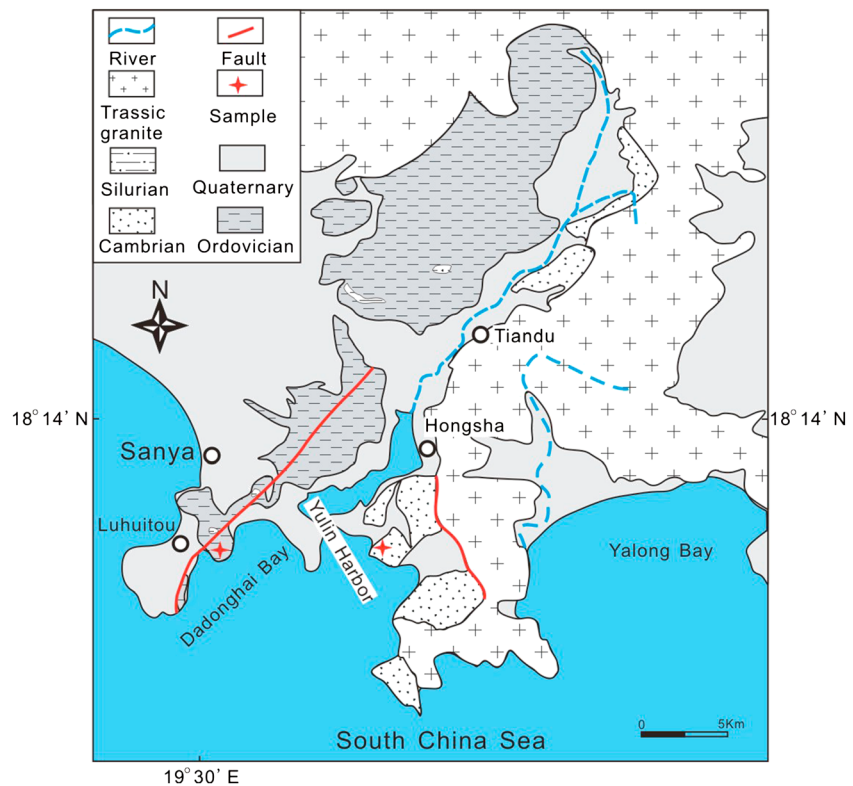 River
Fault
Trassic
granite
Sample
Silurian
Quaternary
Cambrian
Ordovician
N
Tiandu
18°14' N
18°14' N
Hongsha
Sanya
Luhuitou
Yulin Harbor
Dadonghai Bay
Yalong Bay
0
5Km
South China Sea
19°30' E